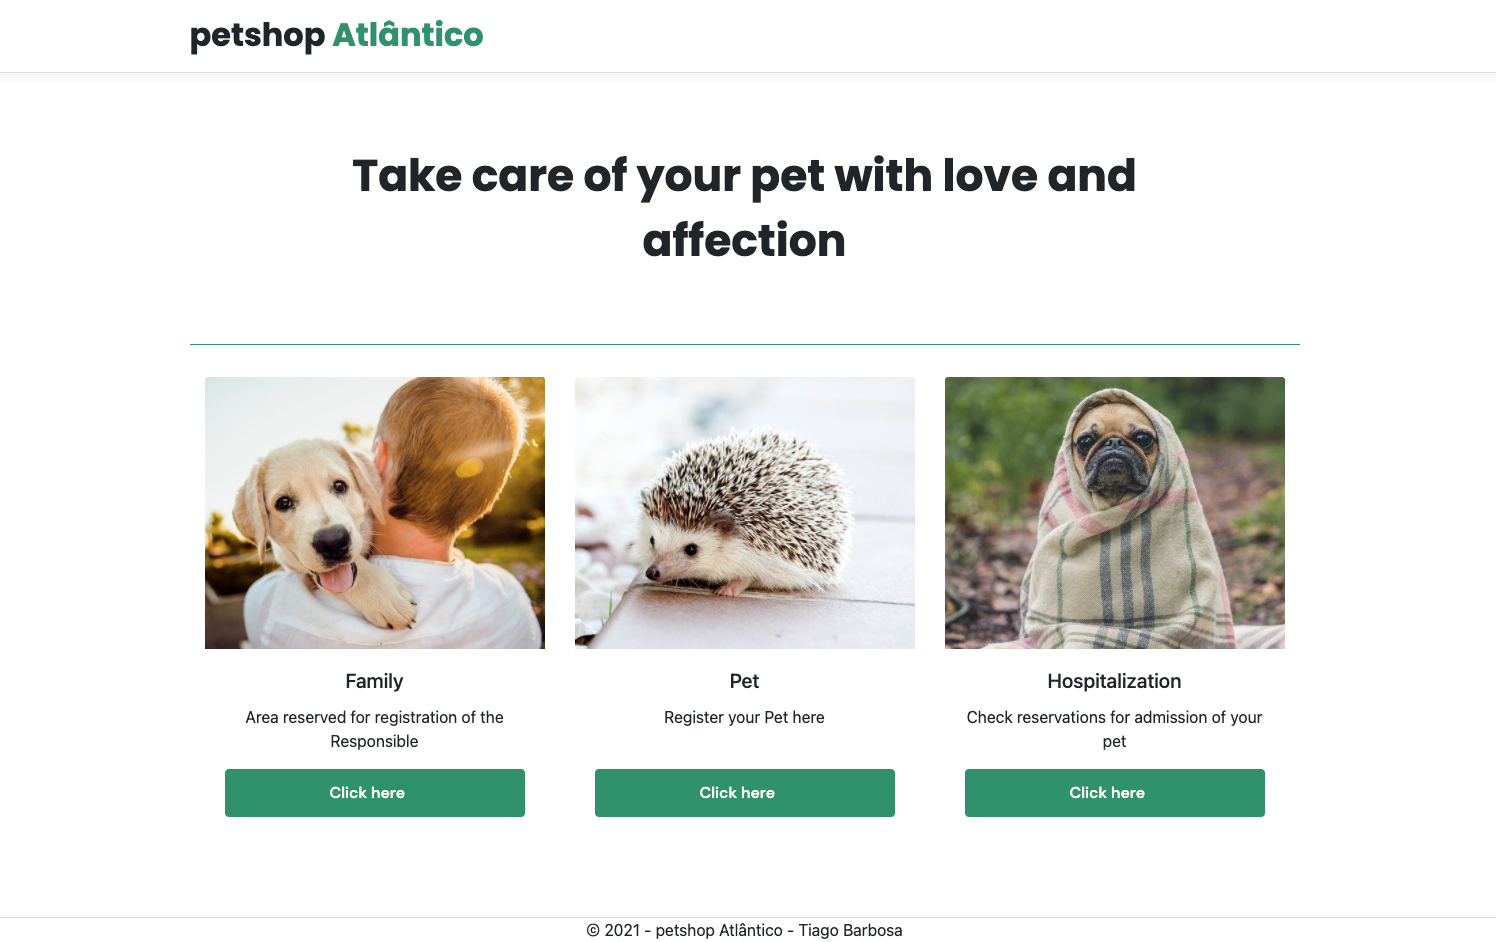 petshop Atlântico
Take care of your pet with love and
affection
Family
Area reserved for registration of the
Responsible
Click here
Pet
Register your Pet here
Click here
Hospitalization
Check reservations for admission of your
pet
Click here
© 2021 - petshop Atlântico - Tiago Barbosa